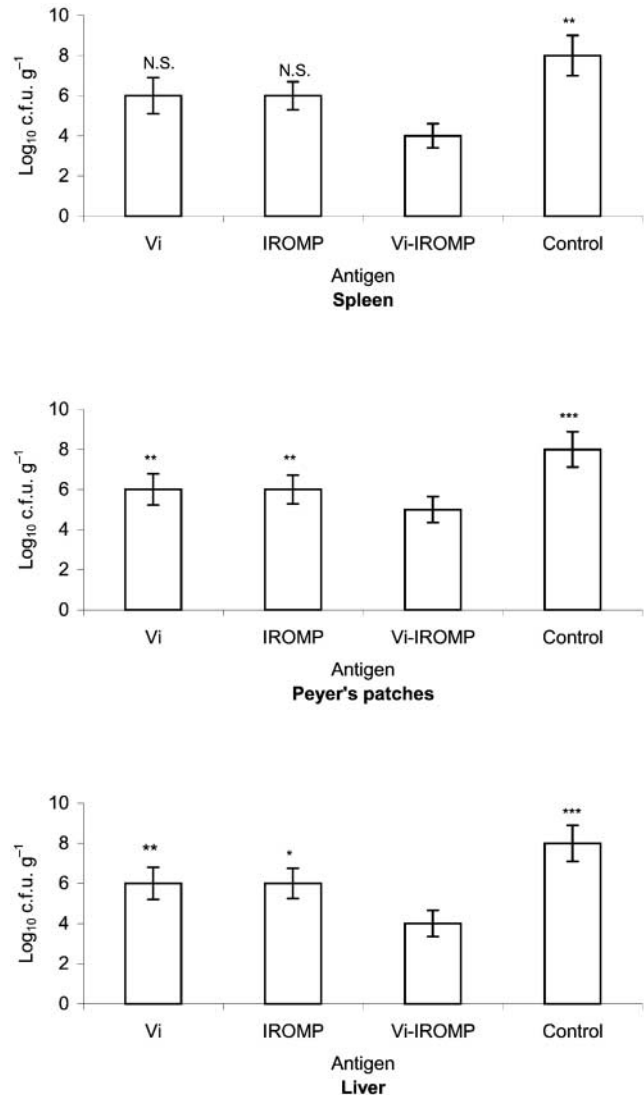 10
8
6
4
2
0
Log₁₀ c.f.u. g⁻¹
N.S.
N.S.
**
Vi
IROMP
Vi-IROMP
Control
Antigen
Spleen
10
8
6
4
2
0
Log₁₀ c.f.u. g⁻¹
**
**
***
Vi
IROMP
Vi-IROMP
Control
Antigen
Peyer's patches
10
8
6
4
2
0
Log₁₀ c.f.u. g⁻¹
**
*
***
Vi
IROMP
Vi-IROMP
Control
Antigen
Liver